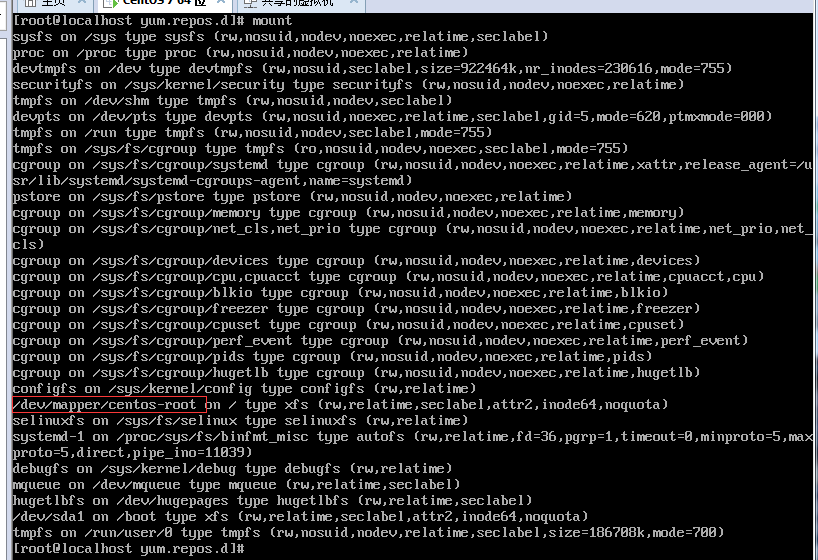 主页
CentOS 7 64 位
共享的虚拟机
[root@localhost yum.repos.d]# mount
sysfs on /sys type sysfs (rw,nosuid,nodev,noexec,relatime,seclabel)
proc on /proc type proc (rw,nosuid,nodev,noexec,relatime)
devtmpfs on /dev type devtmpfs (rw,nosuid,seclabel,size=922464k,nr_inodes=230616,mode=755)
securityfs on /sys/kernel/security type securityfs (rw,nosuid,nodev,noexec,relatime)
tmpfs on /dev/shm type tmpfs (rw,nosuid,nodev,seclabel)
devpts on /dev/pts type devpts (rw,nosuid,noexec,relatime,seclabel,gid=5,mode=620,ptmxmode=000)
tmpfs on /run type tmpfs (rw,nosuid,nodev,seclabel,mode=755)
tmpfs on /sys/fs/cgroup type tmpfs (ro,nosuid,nodev,noexec,seclabel,mode=755)
cgroup on /sys/fs/cgroup/systemd type cgroup (rw,nosuid,nodev,noexec,relatime,xattr,release_agent=/u
sr/lib/systemd/systemd-cgroups-agent,name=systemd)
pstore on /sys/fs/pstore type pstore (rw,nosuid,nodev,noexec,relatime)
cgroup on /sys/fs/cgroup/memory type cgroup (rw,nosuid,nodev,noexec,relatime,memory)
cgroup on /sys/fs/cgroup/net_cls,net_prio type cgroup (rw,nosuid,nodev,noexec,relatime,net_prio,net_
cls)
cgroup on /sys/fs/cgroup/devices type cgroup (rw,nosuid,nodev,noexec,relatime,devices)
cgroup on /sys/fs/cgroup/cpu,cpuacct type cgroup (rw,nosuid,nodev,noexec,relatime,cpuacct,cpu)
cgroup on /sys/fs/cgroup/blkio type cgroup (rw,nosuid,nodev,noexec,relatime,blkio)
cgroup on /sys/fs/cgroup/freezer type cgroup (rw,nosuid,nodev,noexec,relatime,freezer)
cgroup on /sys/fs/cgroup/cpuset type cgroup (rw,nosuid,nodev,noexec,relatime,cpuset)
cgroup on /sys/fs/cgroup/perf_event type cgroup (rw,nosuid,nodev,noexec,relatime,perf_event)
cgroup on /sys/fs/cgroup/pids type cgroup (rw,nosuid,nodev,noexec,relatime,pids)
cgroup on /sys/fs/cgroup/hugetlb type cgroup (rw,nosuid,nodev,noexec,relatime,hugetlb)
configfs on /sys/kernel/config type configfs (rw,relatime)
/dev/mapper/centos-root on / type xfs (rw,relatime,seclabel,attr2,inode64,noquota)
selinuxfs on /sys/fs/selinux type selinuxfs (rw,relatime)
systemd-1 on /proc/sys/fs/binfmt_misc type autofs (rw,relatime,fd=36,pgrp=1,timeout=0,minproto=5,max
proto=5,direct,pipe_ino=11039)
debugfs on /sys/kernel/debug type debugfs (rw,relatime)
mqueue on /dev/mqueue type mqueue (rw,relatime,seclabel)
hugetlbfs on /dev/hugepages type hugetlbfs (rw,relatime,seclabel)
/dev/sda1 on /boot type xfs (rw,relatime,seclabel,attr2,inode64,noquota)
tmpfs on /run/user/0 type tmpfs (rw,nosuid,nodev,relatime,seclabel,size=186708k,mode=700)
[root@localhost yum.repos.d]#